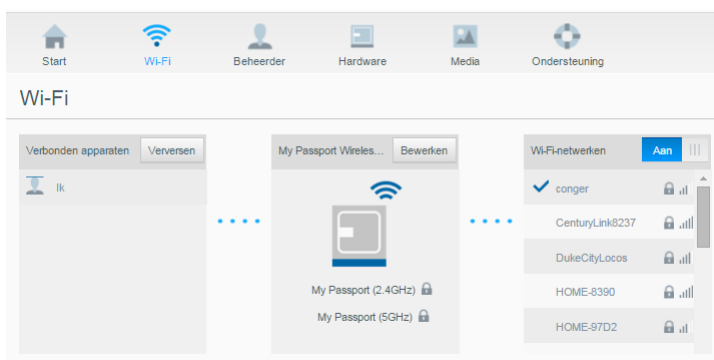 Start
Wi-Fi
Beheerder
Hardware
Media
Ondersteuning
Wi-Fi
Verbonden apparaten
Verversen
Ik
My Passport Wireles...
Bewerken
My Passport (2.4GHz)
My Passport (5GHz)
Wi-Fi-netwerken
Aan
conger
CenturyLink8237
DukeCityLocos
HOME-8390
HOME-97D2